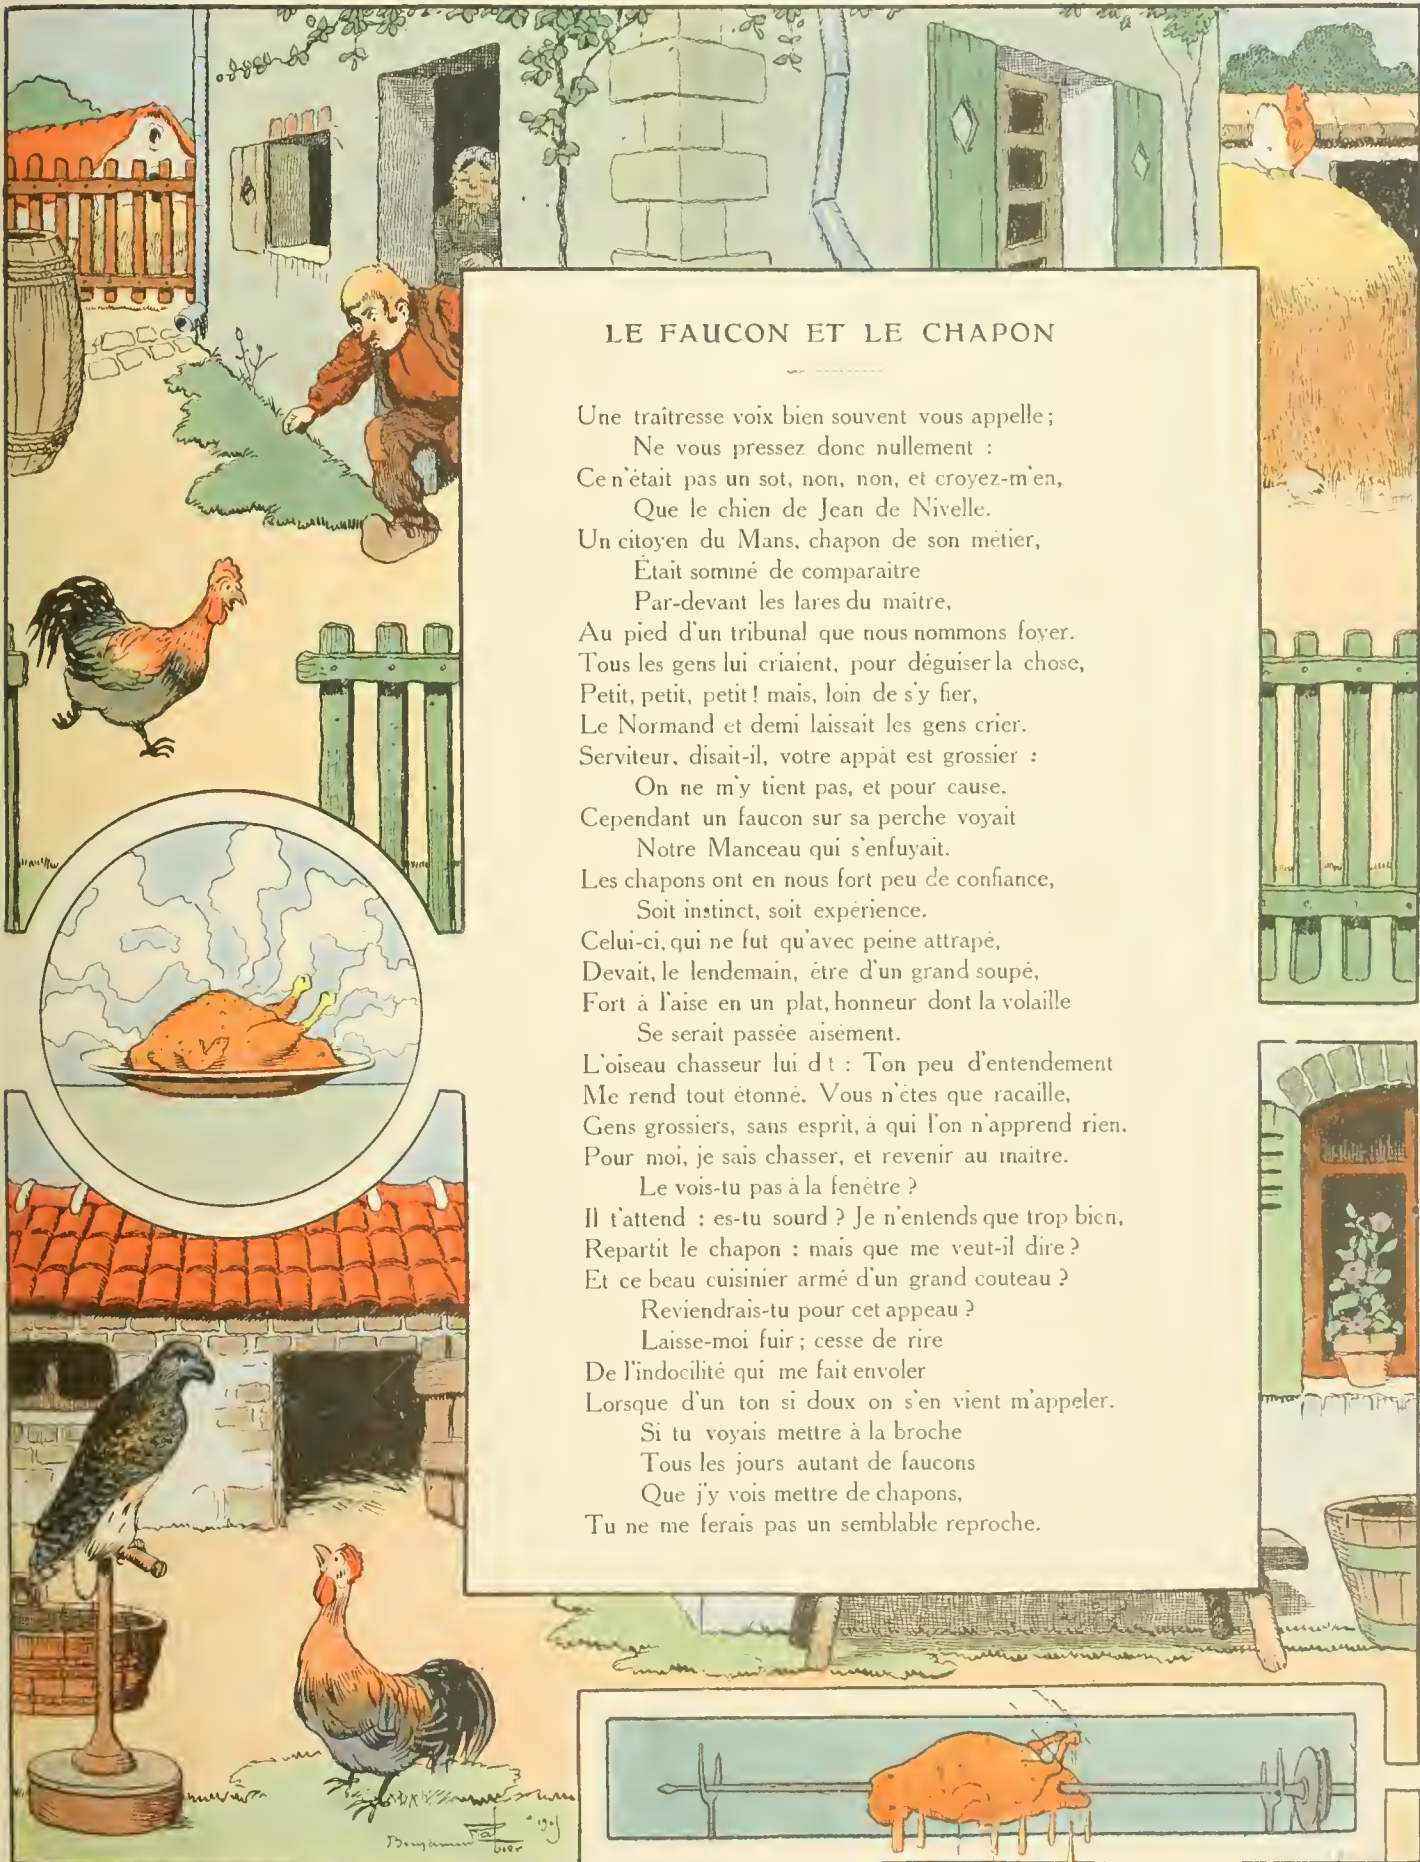 LE FAUCON ET LE CHAPON
Une traîtresse voix bien souvent vous appelle ;
Ne vous pressez donc nullement :
Ce n'était pas un sot, non, non, et croyez-m'en,
Que le chien de Jean de Nivelle.
Un citoyen du Mans, chapon de son métier,
Était sommé de comparaître
Par-devant les lares du maître,
Au pied d'un tribunal que nous nommons foyer.
Tous les gens lui criaient, pour déguiser la chose,
Petit, petit, petit ! mais, loin de s'y fier,
Le Normand et demi laissait les gens crier.
Serviteur, disait-il, votre appât est grossier :
On ne m'y tient pas, et pour cause.
Cependant un faucon sur sa perche voyait
Notre Manceau qui s'enfuyait.
Les chapons ont en nous fort peu de confiance,
Soit instinct, soit expérience.
Celui-ci, qui ne fut qu'avec peine attrapé,
Devait, le lendemain, être d'un grand soupé,
Fort à l'aise en un plat, honneur dont la volaille
Se serait passée aisément.
L'oiseau chasseur lui d t : Ton peu d'entendement
Me rend tout étonné. Vous n'êtes que racaille,
Gens grossiers, sans esprit, à qui l'on n'apprend rien.
Pour moi, je sais chasser, et revenir au maître.
Le vois-tu pas à la fenêtre ?
Il t'attend : es-tu sourd ? Je n'entends que trop bien,
Repartit le chapon : mais que me veut-il dire ?
Et ce beau cuisinier armé d'un grand couteau ?
Reviendrais-tu pour cet appeau ?
Laisse-moi fuir ; cesse de rire
De l'indocilité qui me fait envoler
Lorsque d'un ton si doux on s'en vient m'appeler.
Si tu voyais mettre à la broche
Tous les jours autant de faucons
Que j'y vois mettre de chapons,
Tu ne me ferais pas un semblable reproche.
Benjamin Rabier